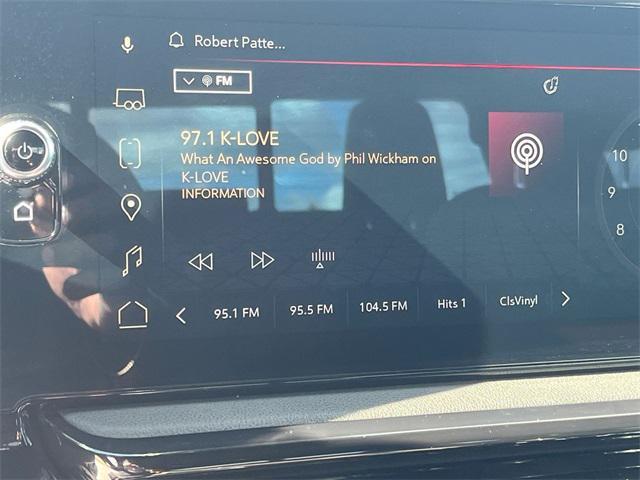 Robert Patte...
FM
97.1 K-LOVE
What An Awesome God by Phil Wickham on
K-LOVE
INFORMATION
10
9
8
95.1 FM
95.5 FM
104.5 FM
Hits 1
ClsVinyl